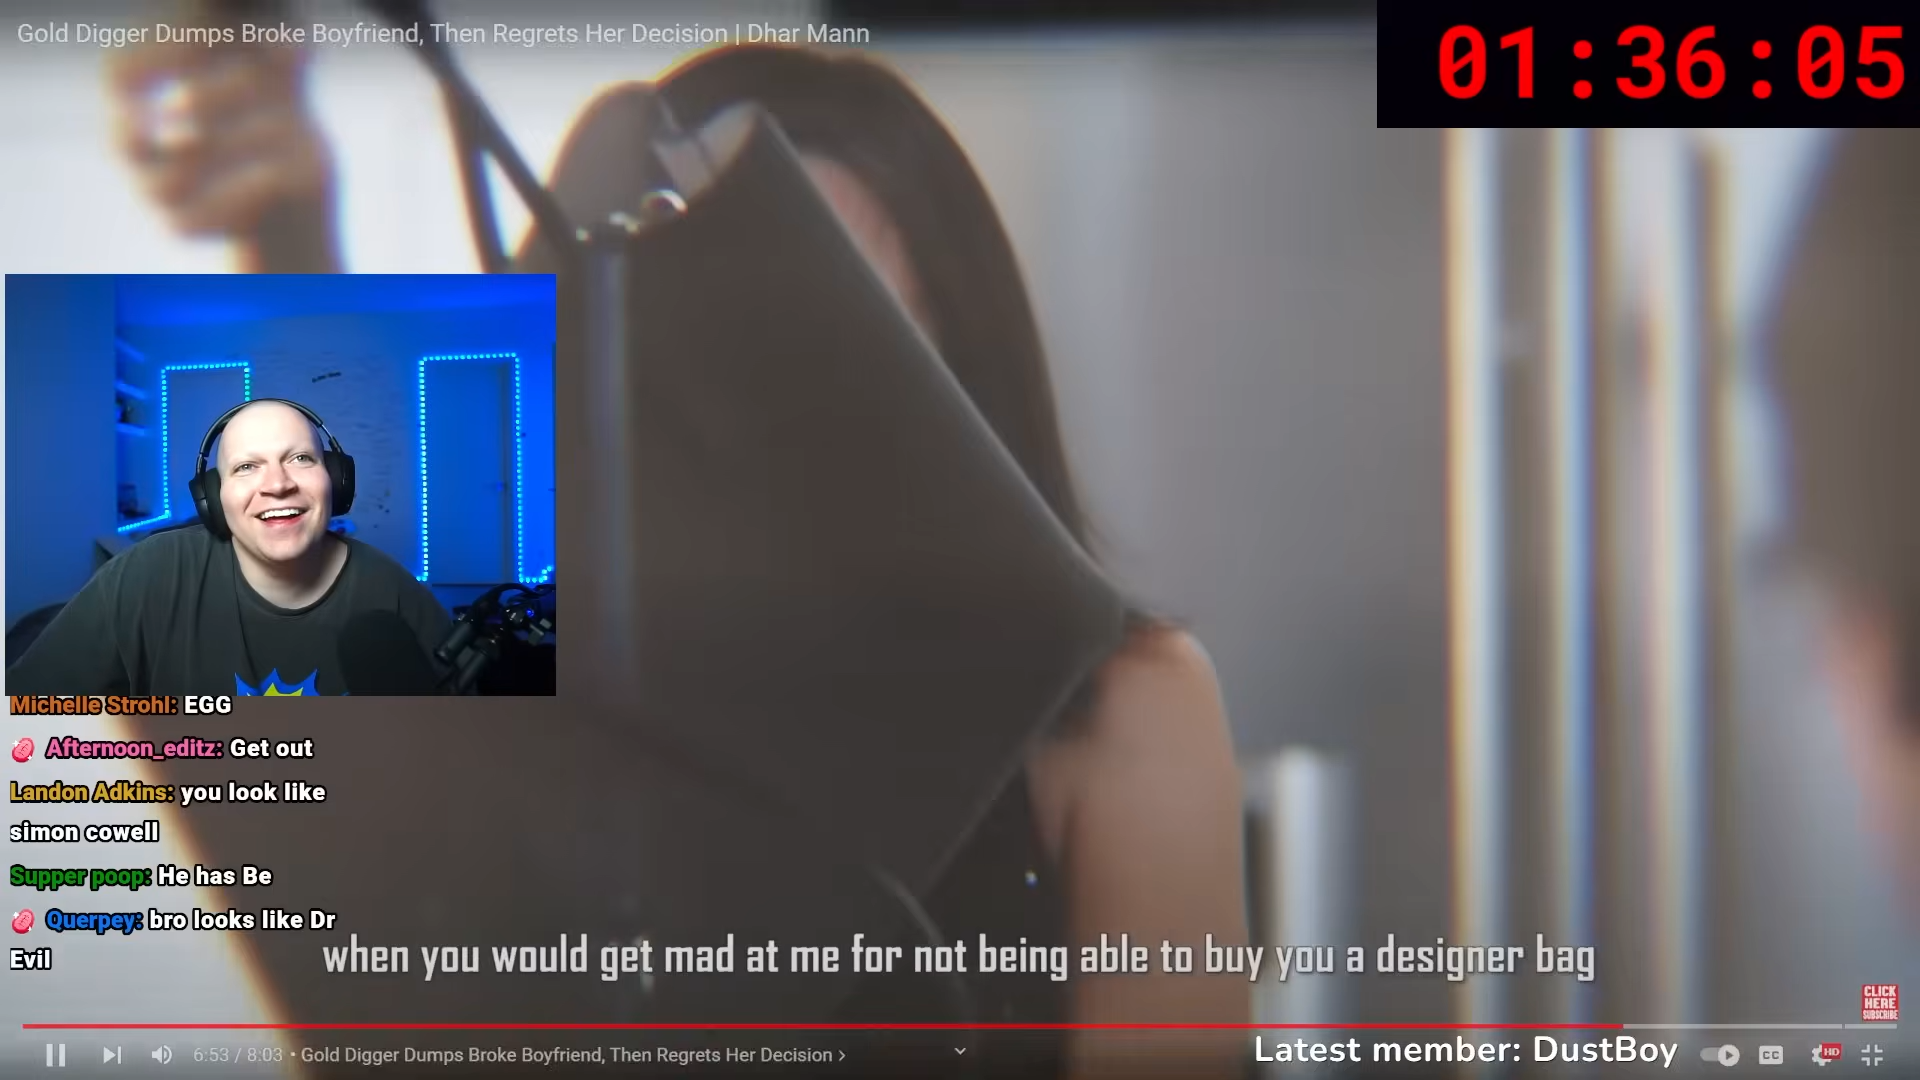 Gold Digger Dumps Broke Boyfriend, Then Regrets Her Decision | Dhar Mann
01:36:05
Michelle Strohl: EGG
Afternoon_editz: Get out
Landon Adkins: you look like
simon cowell
Supper poop: He has Be
Querpey: bro looks like Dr
Evil
when you would get mad at me for not being able to buy you a designer bag
CLICK
HERE
SUBSCRIBE
6:53 / 8:03 • Gold Digger Dumps Broke Boyfriend, Then Regrets Her Decision ›
Latest member: DustBoy
CC
HD